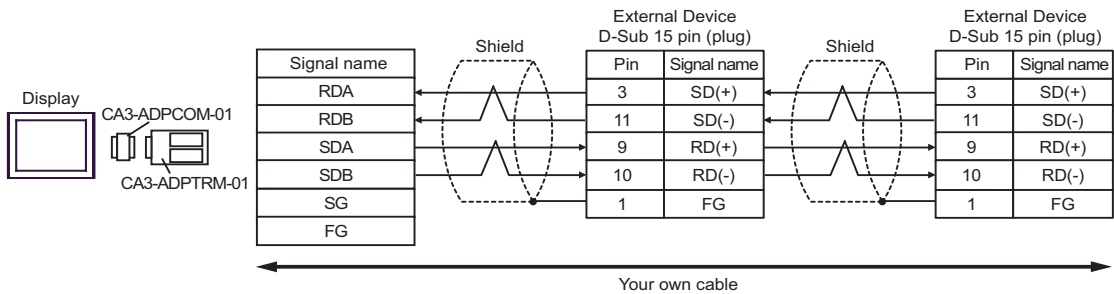 Display
CA3-ADPCOM-01
CA3-ADPTRM-01
Signal name
RDA
RDB
SDA
SDB
SG
FG
Shield
External Device
D-Sub 15 pin (plug)
Pin Signal name
3 SD(+)
11 SD(-)
9 RD(+)
10 RD(-)
1 FG
Shield
External Device
D-Sub 15 pin (plug)
Pin Signal name
3 SD(+)
11 SD(-)
9 RD(+)
10 RD(-)
1 FG
Your own cable